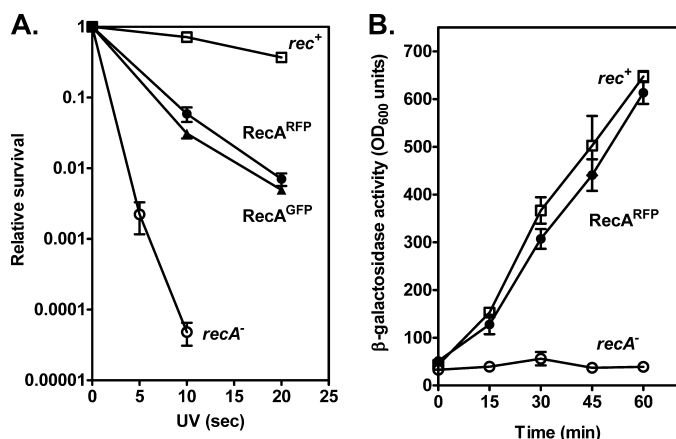 A.
1
0.1
0.01
0.001
0.0001
0.00001
Relative survival
rec+
RecARFP
RecAGFP
recA-
0 5 10 15 20 25
UV (sec)
B.
700
600
500
400
300
200
100
0
β-galactosidase activity (OD600 units)
rec+
RecARFP
recA-
0 15 30 45 60
Time (min)